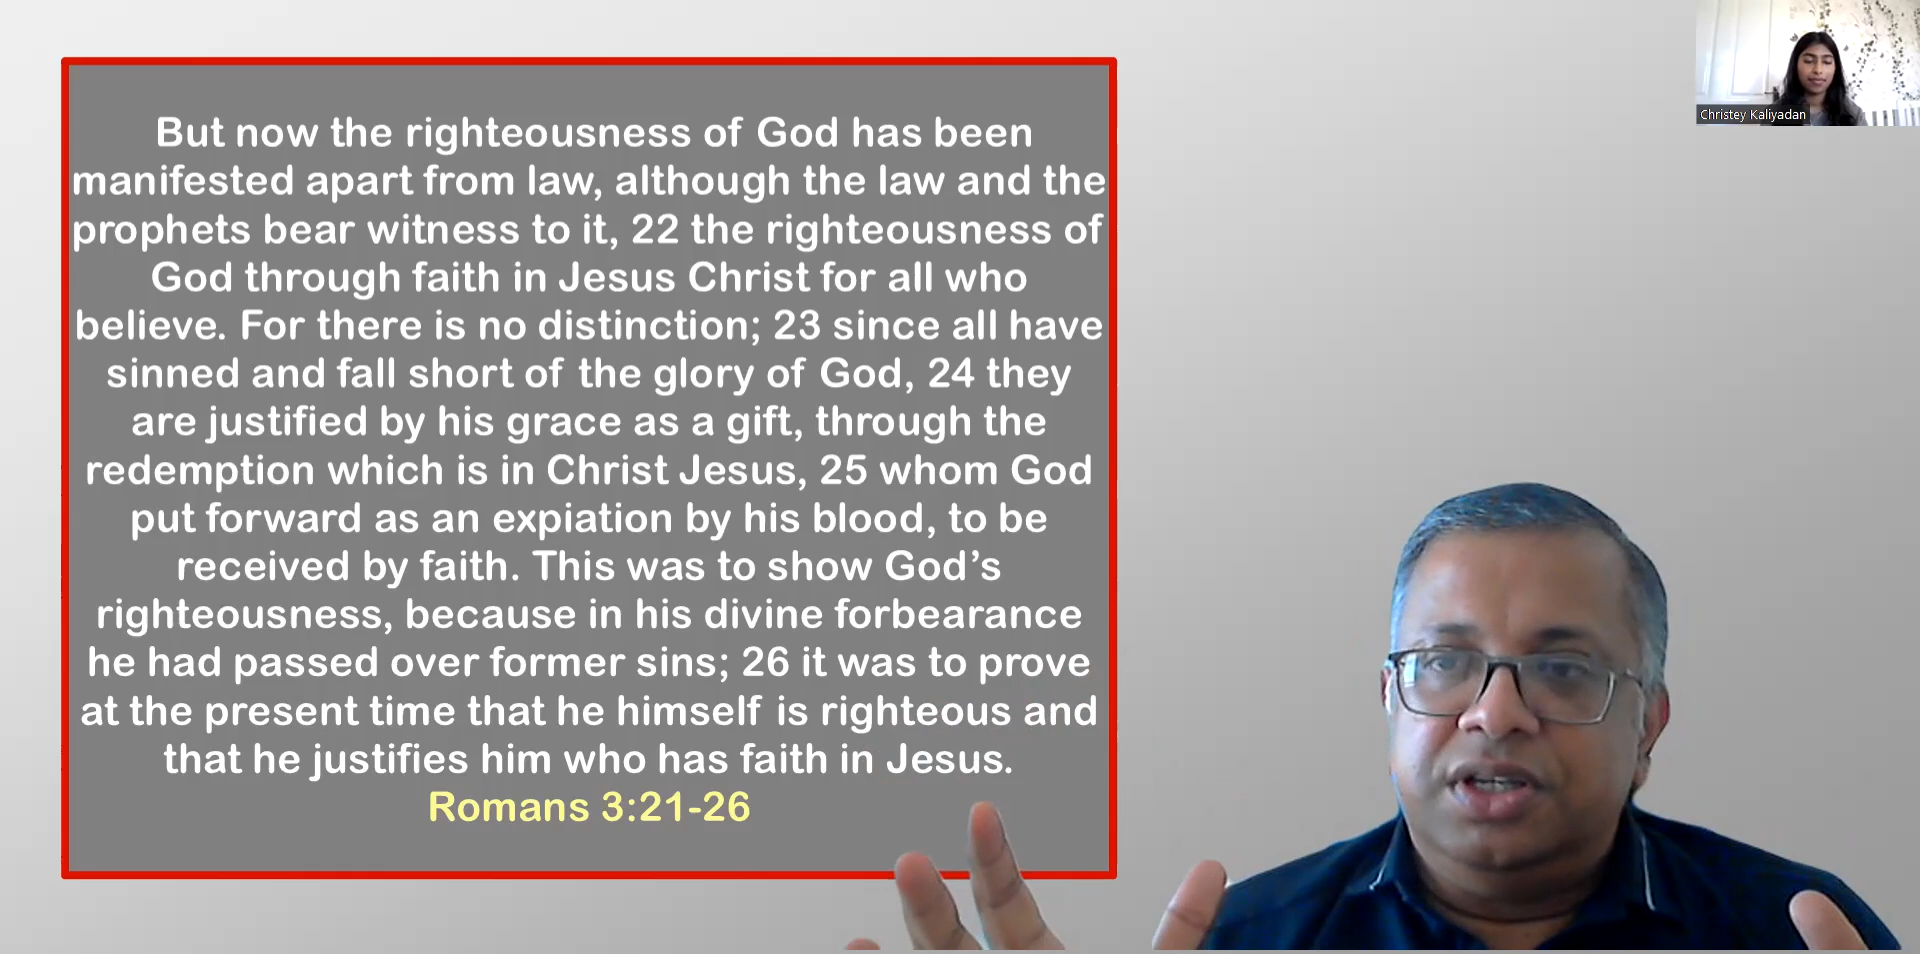 But now the righteousness of God has been
manifested apart from law, although the law and the
prophets bear witness to it, 22 the righteousness of
God through faith in Jesus Christ for all who
believe. For there is no distinction; 23 since all have
sinned and fall short of the glory of God, 24 they
are justified by his grace as a gift, through the
redemption which is in Christ Jesus, 25 whom God
put forward as an expiation by his blood, to be
received by faith. This was to show God’s
righteousness, because in his divine forbearance
he had passed over former sins; 26 it was to prove
at the present time that he himself is righteous and
that he justifies him who has faith in Jesus.
Romans 3:21-26
Christey Kaliyadan